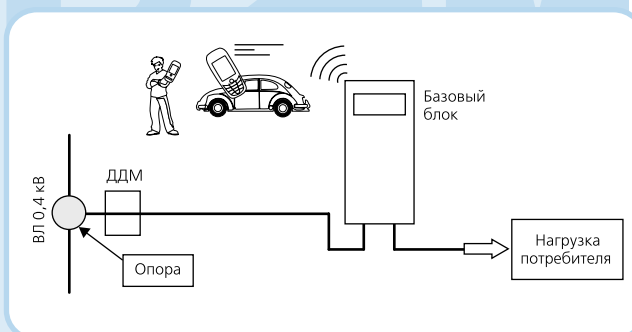 Базовый
блок
ДДМ
ВЛ 0,4 кВ
Опора
Нагрузка
потребителя